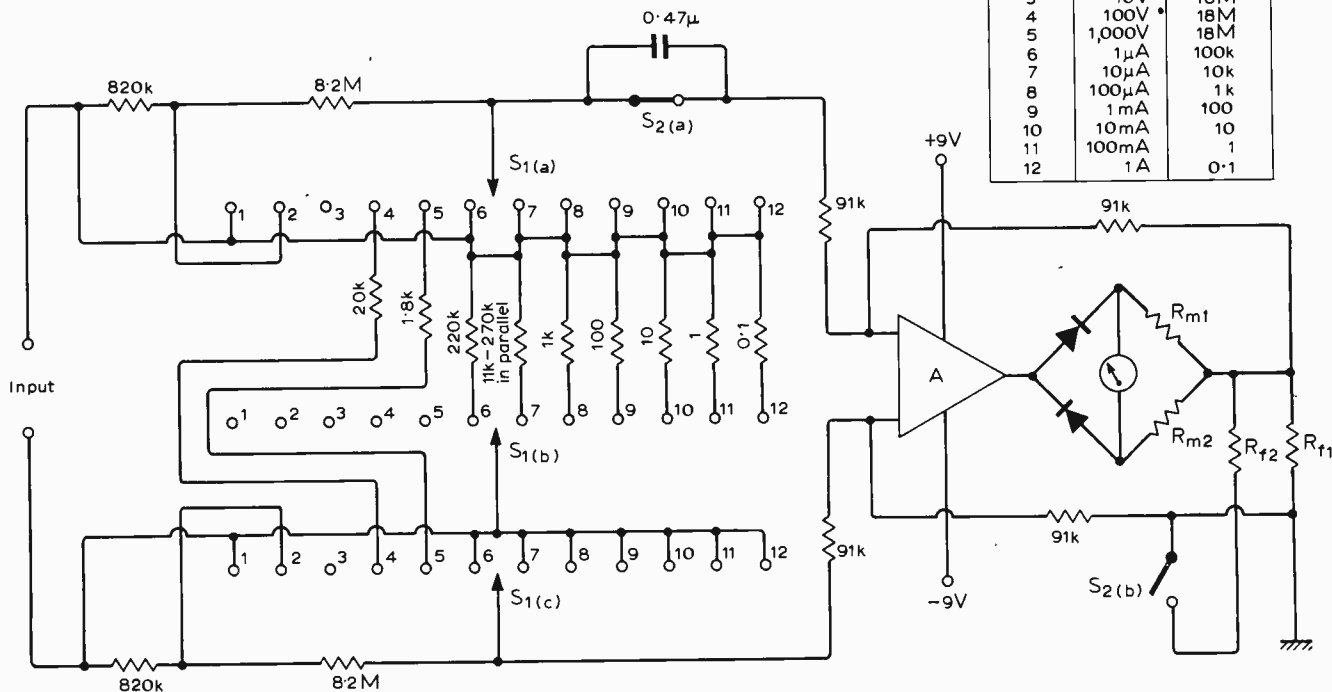 0·47μ
820k
8·2M
S2(a)
S1(a)
+9V
4 100V 18M
5 1,000V 18M
6 1μA 100k
7 10μA 10k
8 100μA 1k
9 1mA 100
10 10mA 10
11 100mA 1
12 1A 0·1
1 2 3 4 5 6 7 8 9 10 11 12
91k
91k
20k
1·8k
220k
11k-270k
in parallel
1k
100
10
1
0·1
A
Rm1
Rm2
Rf2
Rf1
Input
1 2 3 4 5 6 7 8 9 10 11 12
S1(b)
91k
91k
1 2 3 4 5 6 7 8 9 10 11 12
S1(c)
-9V
S2(b)
820k
8·2M